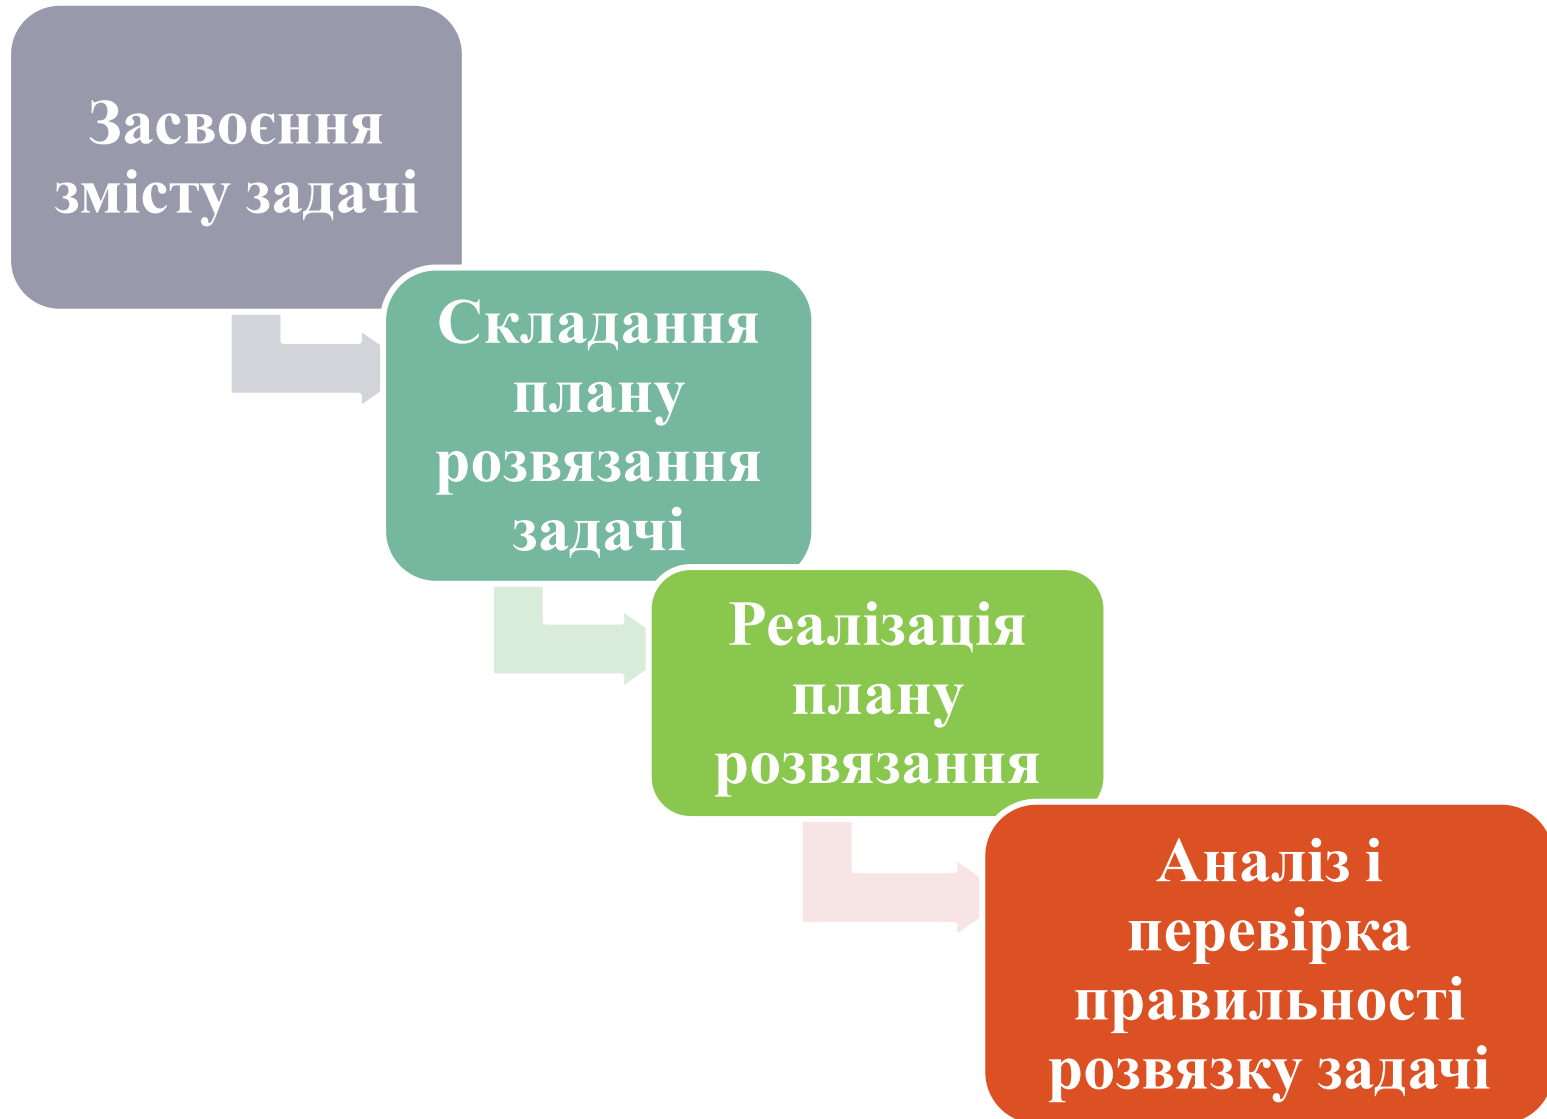 Засвоєння
змісту задачі
Складання
плану
розвязання
задачі
Реалізація
плану
розвязання
Аналіз і
перевірка
правильності
розвязку задачі